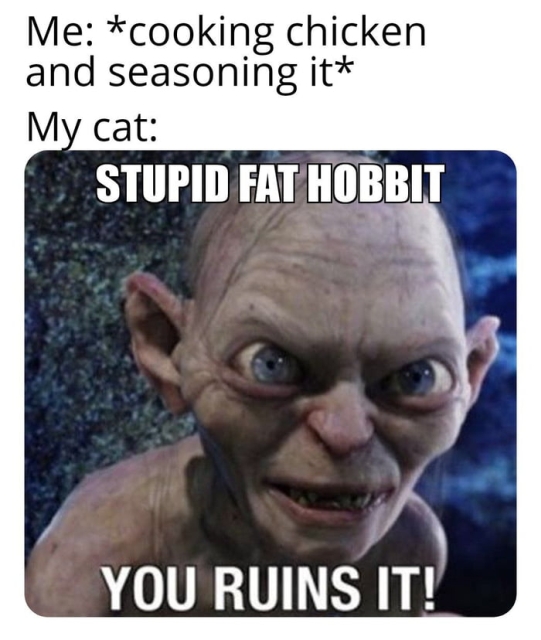 Me: *cooking chicken
and seasoning it*
My cat:
STUPID FAT HOBBIT
YOU RUINS IT!